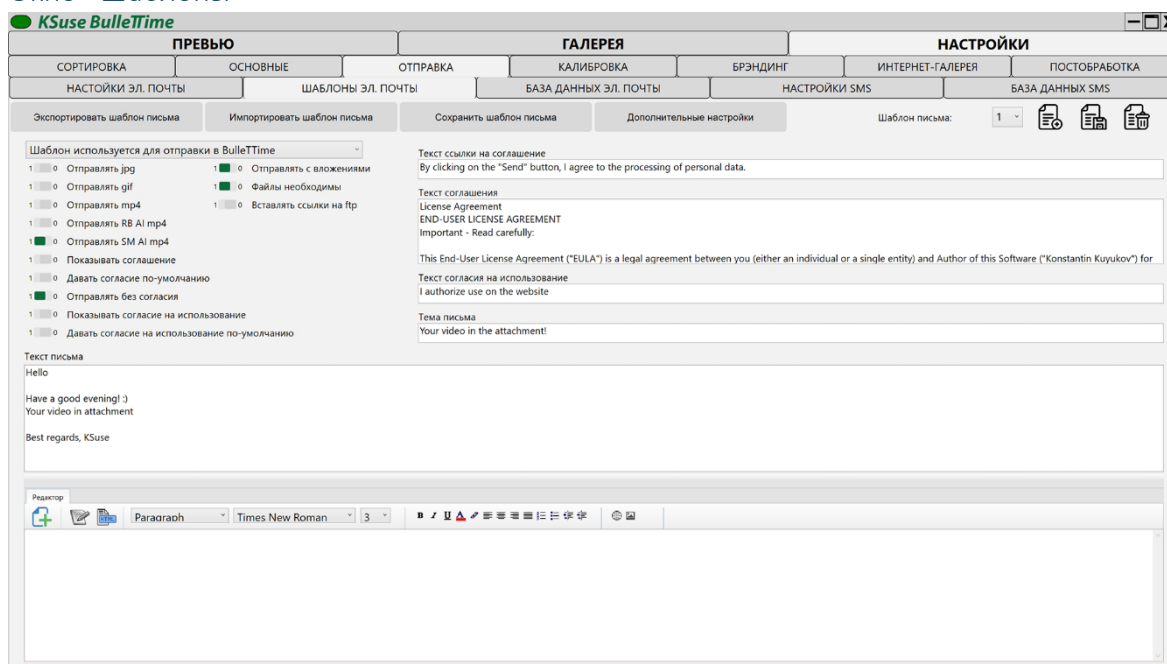 KSuse BulleTTime
ПРЕВЬЮ ГАЛЕРЕЯ НАСТРОЙКИ
СОРТИРОВКА ОСНОВНЫЕ ОТПРАВКА КАЛИБРОВКА БРЭНДИНГ ИНТЕРНЕТ-ГАЛЕРЕЯ ПОСТОБРАБОТКА
НАСТОЙКИ ЭЛ. ПОЧТЫ ШАБЛОНЫ ЭЛ. ПОЧТЫ БАЗА ДАННЫХ ЭЛ. ПОЧТЫ НАСТРОЙКИ SMS БАЗА ДАННЫХ SMS
Экспортировать шаблон письма Импортировать шаблон письма Сохранить шаблон письма Дополнительные настройки Шаблон письма: 1
Шаблон используется для отправки в BulleTTime
1 0 Отправлять jpg 1 0 Отправлять с вложениями
1 0 Отправлять gif 1 0 Файлы необходимы
1 0 Отправлять mp4 1 0 Вставлять ссылки на ftp
1 0 Отправлять RB AI mp4
1 0 Отправлять SM AI mp4
1 0 Показывать соглашение
1 0 Давать согласие по-умолчанию
1 0 Отправлять без согласия
1 0 Показывать согласие на использование
1 0 Давать согласие на использование по-умолчанию
Текст ссылки на соглашение
By clicking on the "Send" button, I agree to the processing of personal data.
Текст соглашения
License Agreement
END-USER LICENSE AGREEMENT
Important - Read carefully:
This End-User License Agreement ("EULA") is a legal agreement between you (either an individual or a single entity) and Author of this Software ("Konstantin Kuyukov") for
Текст согласия на использование
I authorize use on the website
Тема письма
Your video in the attachment!
Текст письма
Hello
Have a good evening! :)
Your video in attachment
Best regards, KSuse
Редактор
HTML Paragraph Times New Roman 3 B I U A